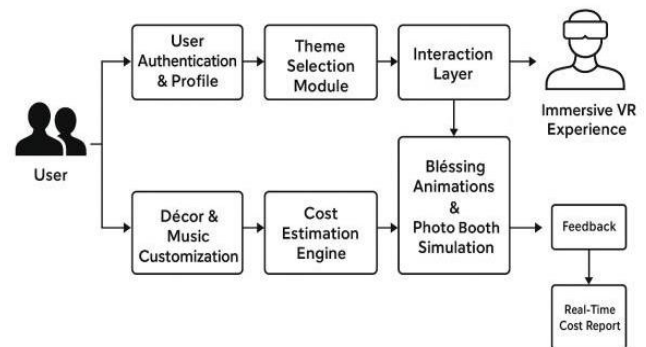 User
User
Authentication
& Profile
Theme
Selection
Module
Interaction
Layer
Immersive VR
Experience
Décor &
Music
Customization
Cost
Estimation
Engine
Bléssing
Animations
&
Photo Booth
Simulation
Feedback
Real-Time
Cost Report